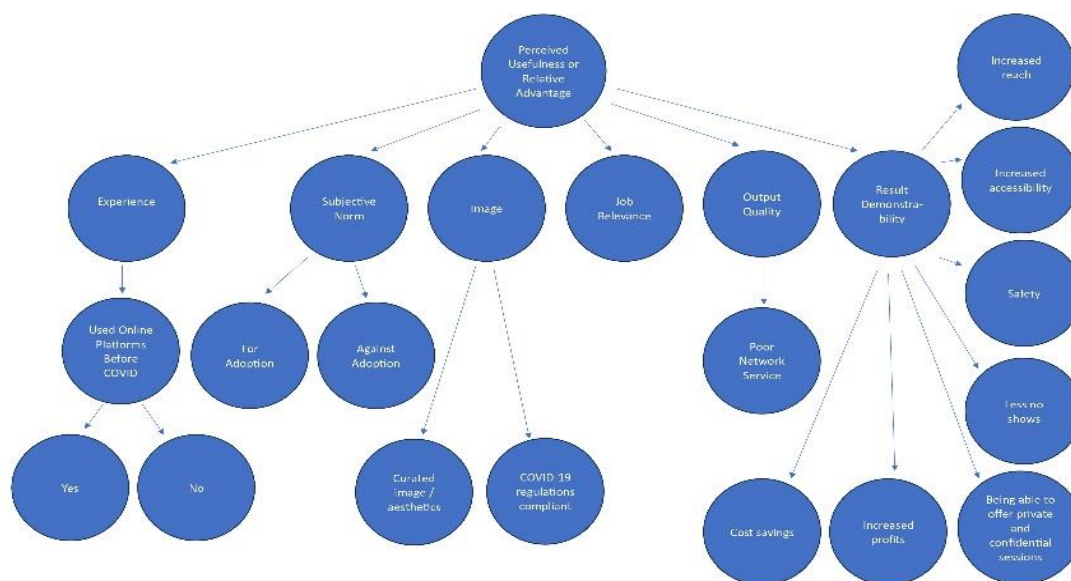 Perceived
Usefulness or
Relative
Advantage
Increased
reach
Experience
Subjective
Norm
Image
Job
Relevance
Output
Quality
Result
Demonstra-
bility
Increased
accessibility
Safety
Used Online
Platforms
Before
COVID
For
Adoption
Against
Adoption
Poor
Network
Service
Less no
shows
Yes
No
Curated
image /
aesthetics
COVID-19
regulations
compliant
Cost savings
Increased
profits
Being able to
offer private
and
confidential
sessions